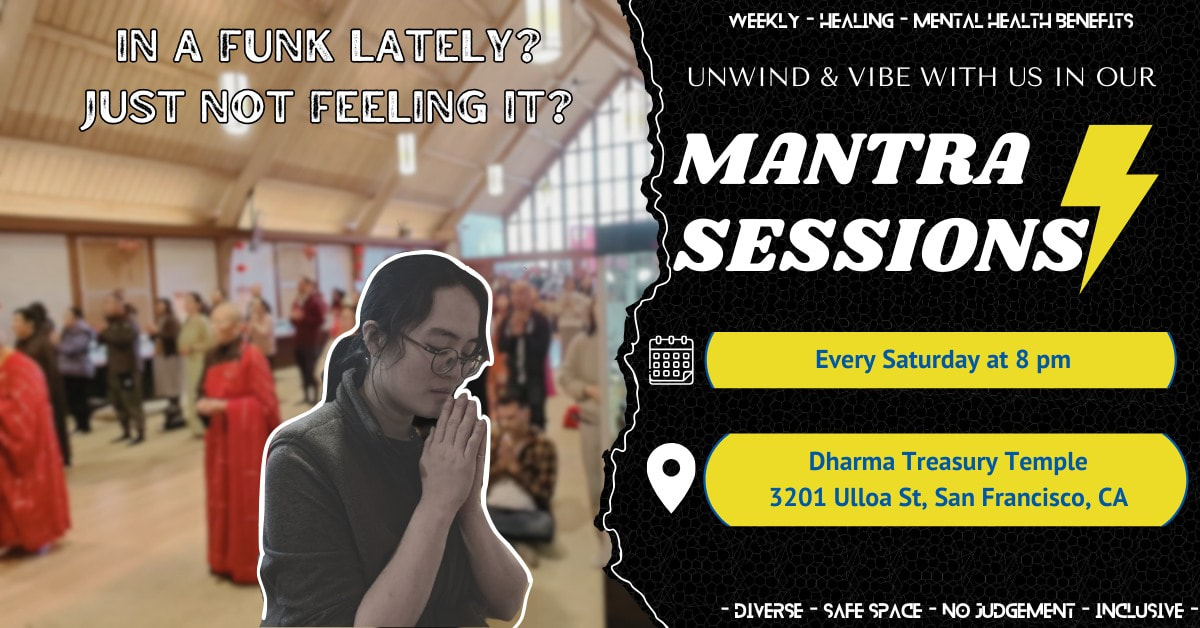 IN A FUNK LATELY?
JUST NOT FEELING IT?
WEEKLY - HEALING - MENTAL HEALTH BENEFITS
UNWIND & VIBE WITH US IN OUR
MANTRA
SESSIONS
Every Saturday at 8 pm
Dharma Treasury Temple
3201 Ulloa St, San Francisco, CA
- DIVERSE - SAFE SPACE - NO JUDGEMENT - INCLUSIVE -